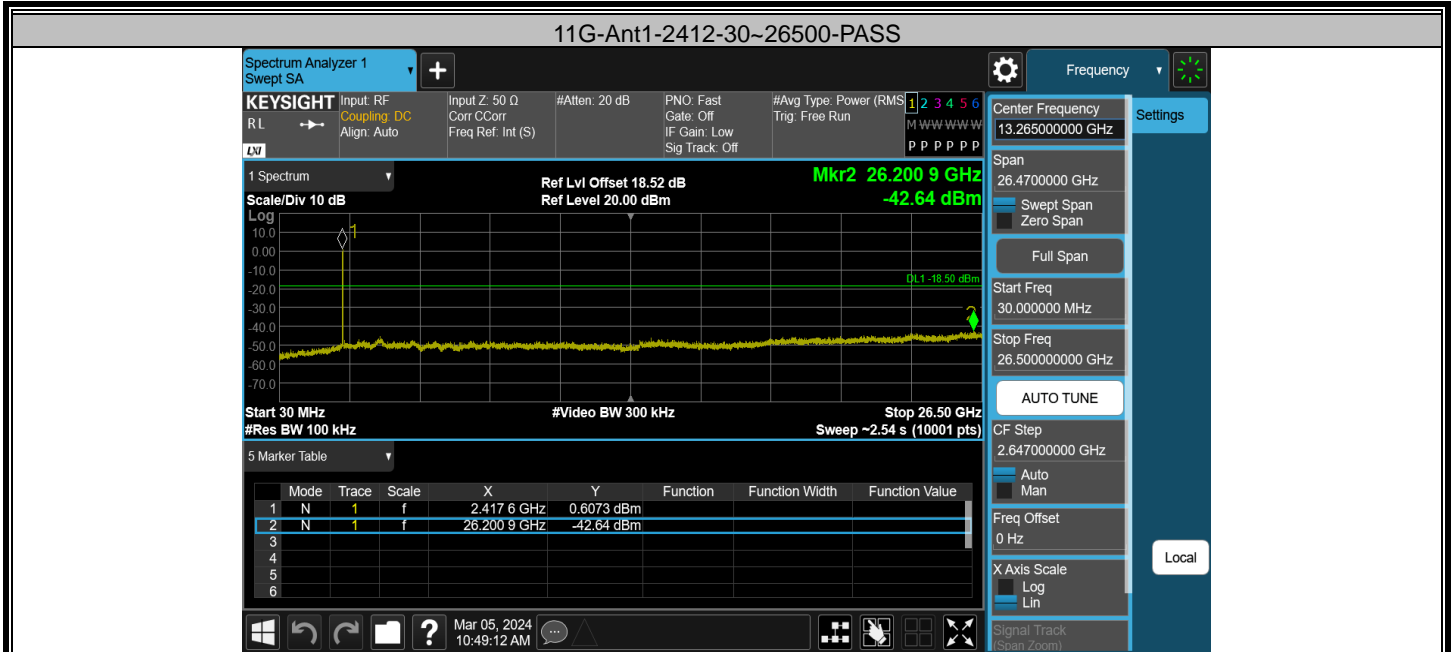 11G-Ant1-2412-30~26500-PASS
Spectrum Analyzer 1
Swept SA
Frequency
KEYSIGHT
RL
LXI
Input: RF
Coupling: DC
Align: Auto
Input Z: 50 Ω
Corr CCorr
Freq Ref: Int (S)
#Atten: 20 dB
PNO: Fast
Gate: Off
IF Gain: Low
Sig Track: Off
#Avg Type: Power (RMS
Trig: Free Run
1 2 3 4 5 6
M W W W W W
P P P P P P
1 Spectrum
Scale/Div 10 dB
Ref Lvl Offset 18.52 dB
Ref Level 20.00 dBm
Mkr2 26.200 9 GHz
-42.64 dBm
Log
10.0
0.00
-10.0
-20.0
-30.0
-40.0
-50.0
-60.0
-70.0
1
2
DL1 -18.50 dBm
Start 30 MHz
#Video BW 300 kHz
Stop 26.50 GHz
#Res BW 100 kHz
Sweep ~2.54 s (10001 pts)
5 Marker Table
Mode Trace Scale X Y Function Function Width Function Value
1 N 1 f 2.417 6 GHz 0.6073 dBm
2 N 1 f 26.200 9 GHz -42.64 dBm
3
4
5
6
Mar 05, 2024
10:49:12 AM
Center Frequency
13.265000000 GHz
Settings
Span
26.4700000 GHz
Swept Span
Zero Span
Full Span
Start Freq
30.000000 MHz
Stop Freq
26.500000000 GHz
AUTO TUNE
CF Step
2.647000000 GHz
Auto
Man
Freq Offset
0 Hz
X Axis Scale
Log
Lin
Local
Signal Track
(Span Zoom)